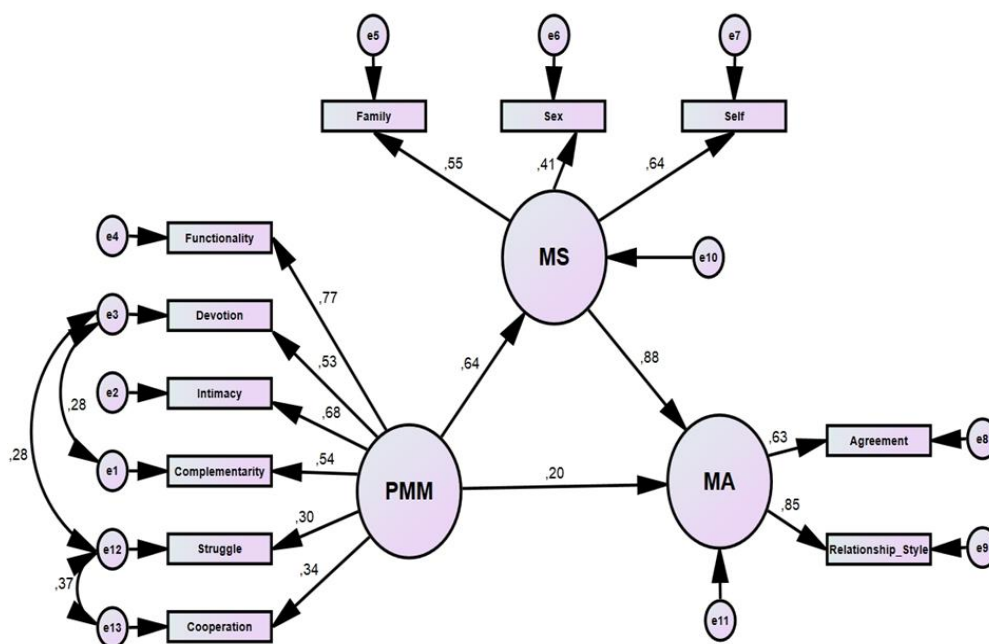 e5
e6
e7
Family
Sex
Self
,55
,41
,64
e4
Functionality
MS
e10
e3
Devotion
,77
,53
,64
,88
e2
Intimacy
,28
,68
,63
Agreement
e8
,28
e1
Complementarity
,54
PMM
,20
MA
,30
,85
e12
Struggle
Relationship_Style
e9
,34
,37
e13
Cooperation
e11